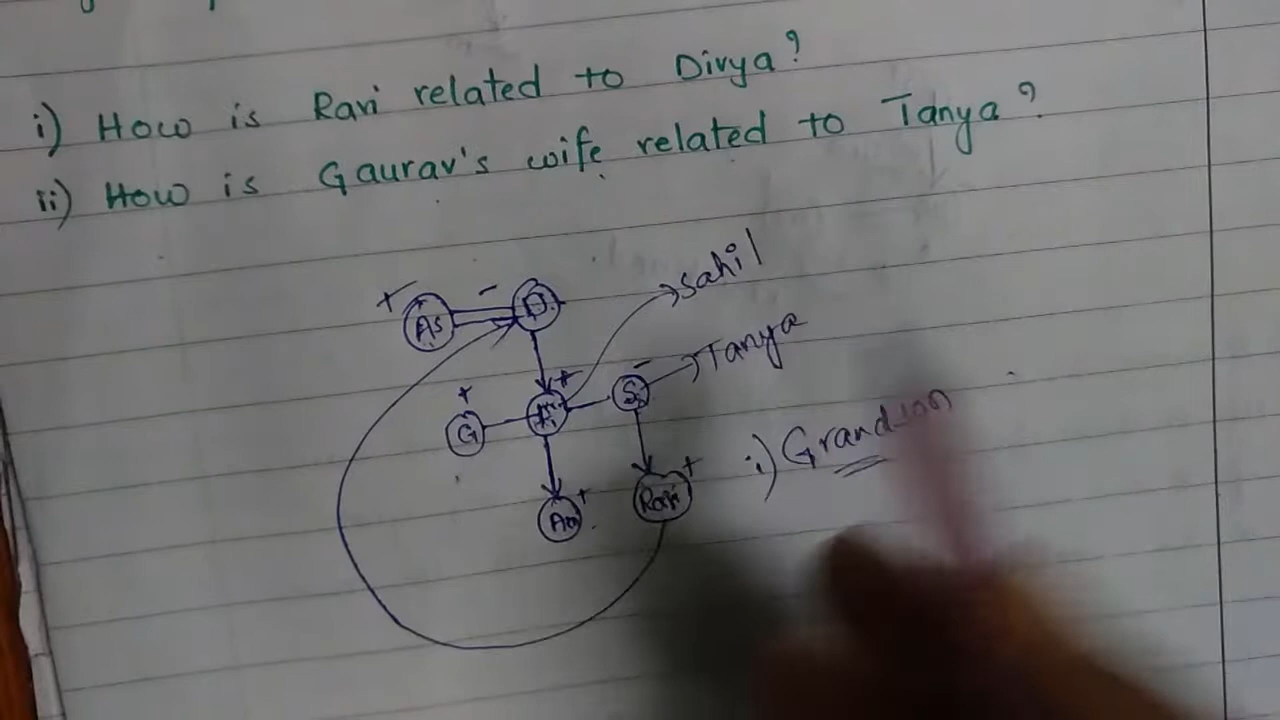 i) How is Ravi related to Divya?
ii) How is Gaurav's wife related to Tanya?
Sahil
+ As - D
Tanya
+ G + S -
i) Grandson
+ Ravi +